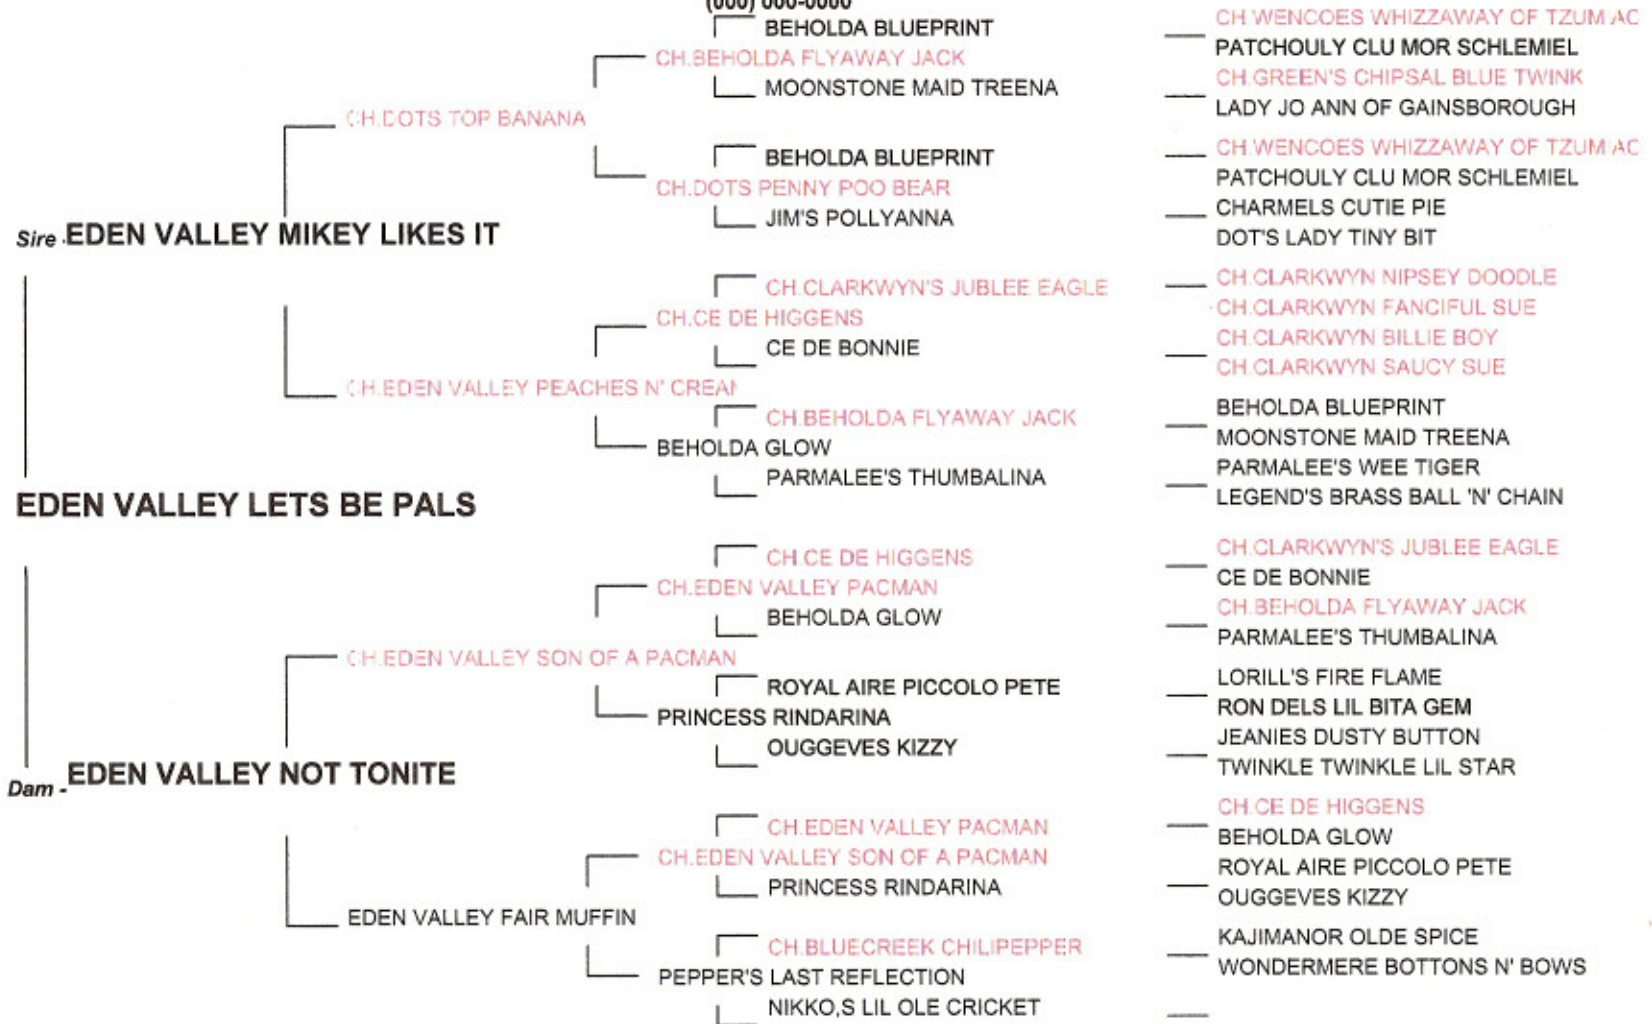 (000) 000-0000
BEHOLDA BLUEPRINT
CH.WENCOES WHIZZAWAY OF TZUM AC
PATCHOULY CLU MOR SCHLEMIEL
CH.BEHOLDA FLYAWAY JACK
MOONSTONE MAID TREENA
CH.GREEN'S CHIPSAL BLUE TWINK
LADY JO ANN OF GAINSBOROUGH
CH.DOTS TOP BANANA
BEHOLDA BLUEPRINT
CH.WENCOES WHIZZAWAY OF TZUM AC
PATCHOULY CLU MOR SCHLEMIEL
CH.DOTS PENNY POO BEAR
JIM'S POLLYANNA
CHARMELS CUTIE PIE
DOT'S LADY TINY BIT
Sire - EDEN VALLEY MIKEY LIKES IT
CH.CLARKWYN'S JUBLEE EAGLE
CH.CLARKWYN NIPSEY DOODLE
CH.CLARKWYN FANCIFUL SUE
CH.CE DE HIGGENS
CE DE BONNIE
CH.CLARKWYN BILLIE BOY
CH.CLARKWYN SAUCY SUE
CH.EDEN VALLEY PEACHES N' CREAM
CH.BEHOLDA FLYAWAY JACK
BEHOLDA BLUEPRINT
MOONSTONE MAID TREENA
BEHOLDA GLOW
PARMALEE'S THUMBALINA
PARMALEE'S WEE TIGER
LEGEND'S BRASS BALL 'N' CHAIN
EDEN VALLEY LETS BE PALS
CH.CE DE HIGGENS
CH.CLARKWYN'S JUBLEE EAGLE
CE DE BONNIE
CH.EDEN VALLEY PACMAN
BEHOLDA GLOW
CH.BEHOLDA FLYAWAY JACK
PARMALEE'S THUMBALINA
CH.EDEN VALLEY SON OF A PACMAN
ROYAL AIRE PICCOLO PETE
LORILL'S FIRE FLAME
RON DELS LIL BITA GEM
PRINCESS RINDARINA
OUGGEVES KIZZY
JEANIES DUSTY BUTTON
TWINKLE TWINKLE LIL STAR
Dam - EDEN VALLEY NOT TONITE
CH.EDEN VALLEY PACMAN
CH.CE DE HIGGENS
BEHOLDA GLOW
CH.EDEN VALLEY SON OF A PACMAN
PRINCESS RINDARINA
ROYAL AIRE PICCOLO PETE
OUGGEVES KIZZY
EDEN VALLEY FAIR MUFFIN
CH.BLUECREEK CHILIPEPPER
KAJIMANOR OLDE SPICE
WONDERMERE BOTTONS N' BOWS
PEPPER'S LAST REFLECTION
NIKKO,S LIL OLE CRICKET